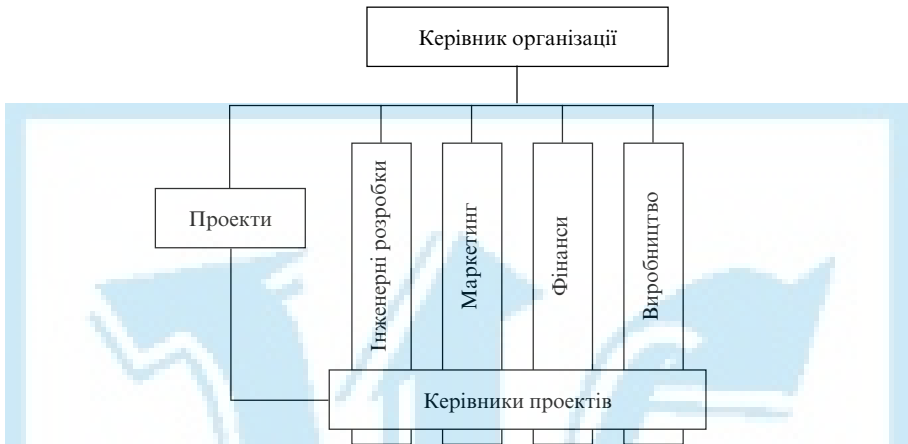 Керівник організації
Проекти
Інженерні розробки
Маркетинг
Фінанси
Виробництво
Керівники проектів